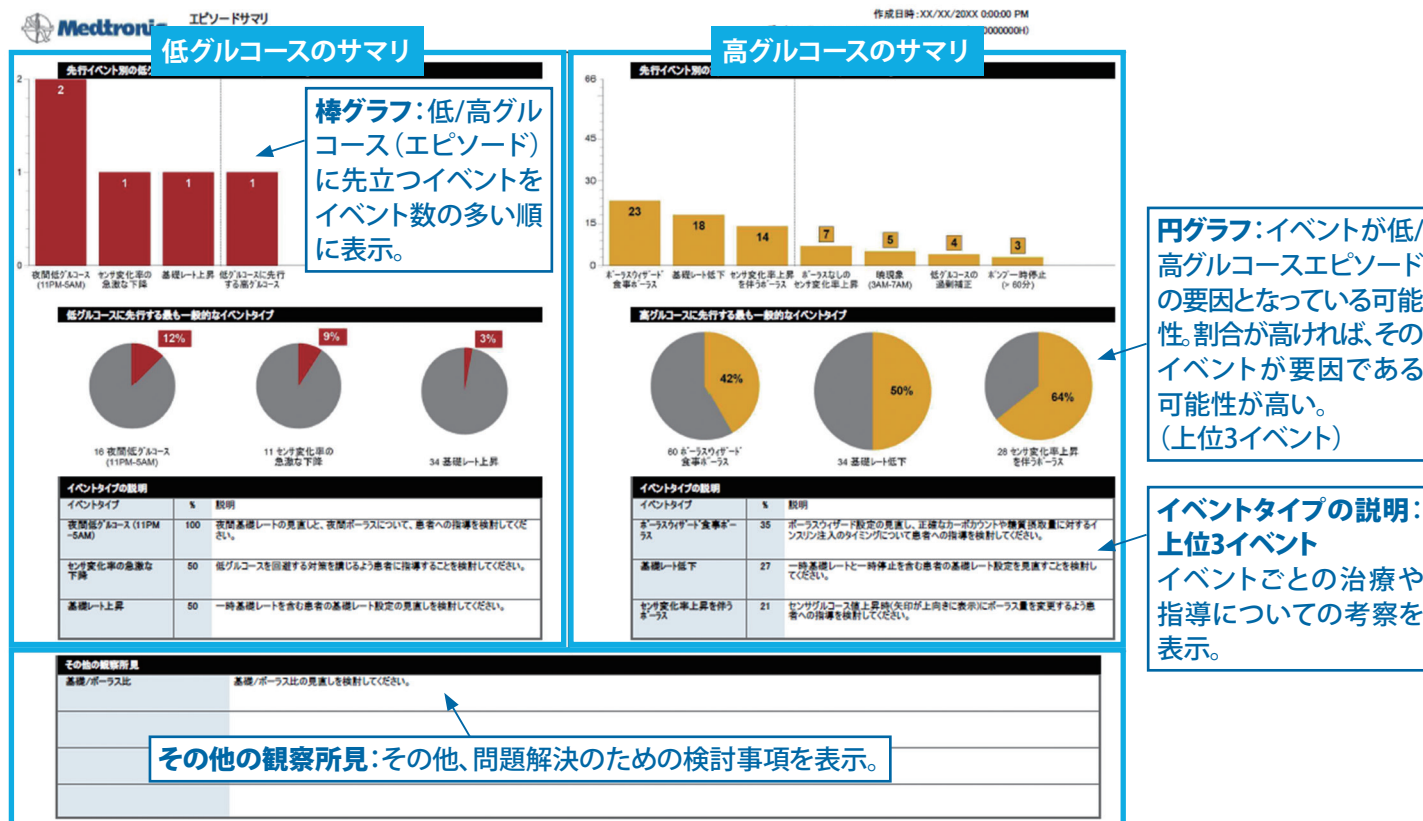 Medtronic
エピソードサマリ
作成日時:XX/XX/20XX 0:00:00 PM
0000000H)
低グルコースのサマリ
高グルコースのサマリ
先行イベント別の低グ
2
1
2
1
1
1
夜間低グルコース
(11PM-5AM)
センサ変化率の
急激な下降
基礎レート上昇
低グルコースに先行
する高グルコース
棒グラフ:低/高グル
コース(エピソード)
に先立つイベントを
イベント数の多い順
に表示。
先行イベント別の
66
45
30
15
0
23
18
14
7
5
4
3
ボーラスウィザード
食事ボーラス
基礎レート低下
センサ変化率上昇
を伴うボーラス
ボーラスなしの
センサ変化率上昇
暁現象
(3AM-7AM)
低グルコースの
過剰補正
ポンプ一時停止
(> 60分)
円グラフ:イベントが低/
高グルコースエピソード
の要因となっている可能
性。割合が高ければ、その
イベントが要因である
可能性が高い。
(上位3イベント)
低グルコースに先行する最も一般的なイベントタイプ
12%
9%
3%
16 夜間低グルコース
(11PM-5AM)
11 センサ変化率の
急激な下降
34 基礎レート上昇
高グルコースに先行する最も一般的なイベントタイプ
42%
50%
64%
60 ボーラスウィザード
食事ボーラス
34 基礎レート低下
28 センサ変化率上昇
を伴うボーラス
イベントタイプの説明
イベントタイプ % 説明
夜間低グルコース (11PM
-5AM) 100 夜間基礎レートの見直しと、夜間ボーラスについて、患者への指導を検討してくだ
さい。
センサ変化率の急激な
下降 50 低グルコースを回避する対策を講じるよう患者に指導することを検討してください。
基礎レート上昇 50 一時基礎レートを含む患者の基礎レート設定の見直しを検討してください。
イベントタイプの説明
イベントタイプ % 説明
ボーラスウィザード食事ボー
ラス 35 ボーラスウィザード設定の見直し、正確なカーボカウントや糖質摂取量に対するイ
ンスリン注入のタイミングについて患者への指導を検討してください。
基礎レート低下 27 一時基礎レートと一時停止を含む患者の基礎レート設定を見直すことを検討し
てください。
センサ変化率上昇を伴う
ボーラス 21 センサグルコース値上昇時(矢印が上向きに表示)にボーラス量を変更するよう患
者への指導を検討してください。
イベントタイプの説明:
上位3イベント
イベントごとの治療や
指導についての考察を
表示。
その他の観察所見
基礎/ボーラス比 基礎/ボーラス比の見直しを検討してください。
その他の観察所見:その他、問題解決のための検討事項を表示。